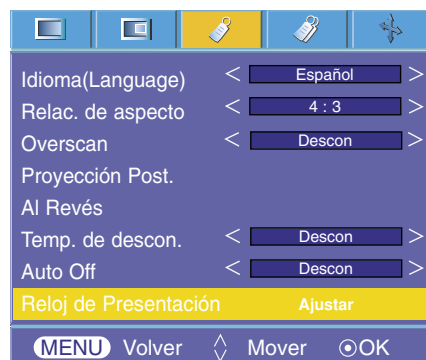 Idioma(Language) < Español >
Relac. de aspecto < 4 : 3 >
Overscan < Descon >
Proyección Post.
Al Revés
Temp. de descon. < Descon >
Auto Off < Descon >
Reloj de Presentación Ajustar
MENU Volver Mover OK